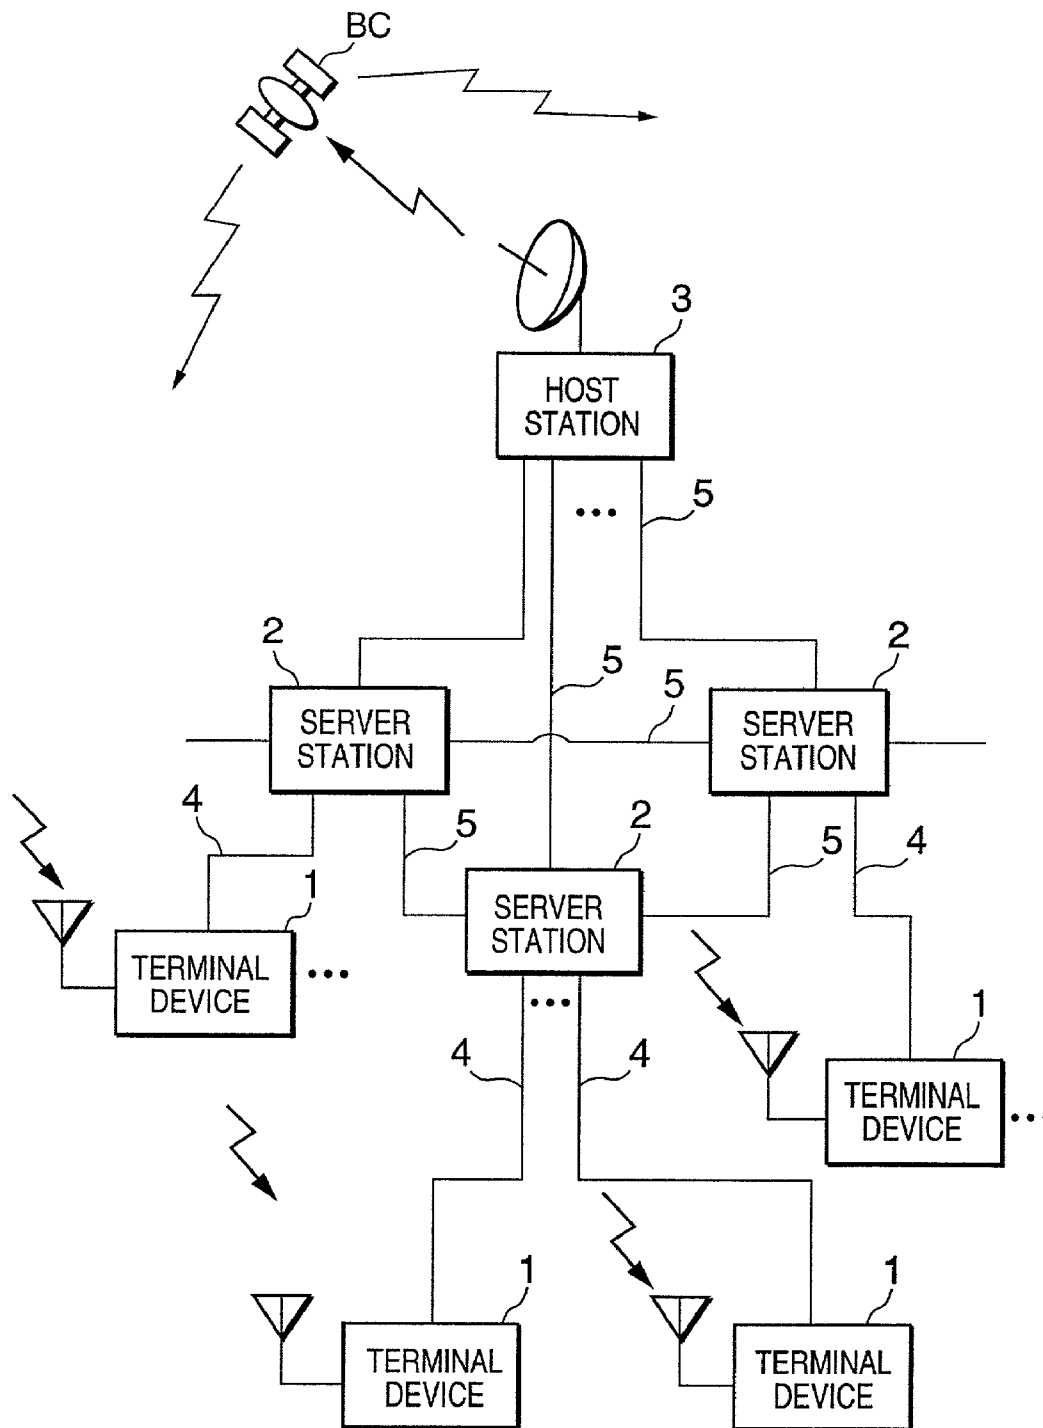 BC
3
HOST
STATION
5
2
2
5
5
SERVER
STATION
SERVER
STATION
4
5
2
5
4
1
SERVER
STATION
TERMINAL
DEVICE
•••
•••
•••
1
4
4
TERMINAL
DEVICE
•••
1
1
TERMINAL
DEVICE
TERMINAL
DEVICE